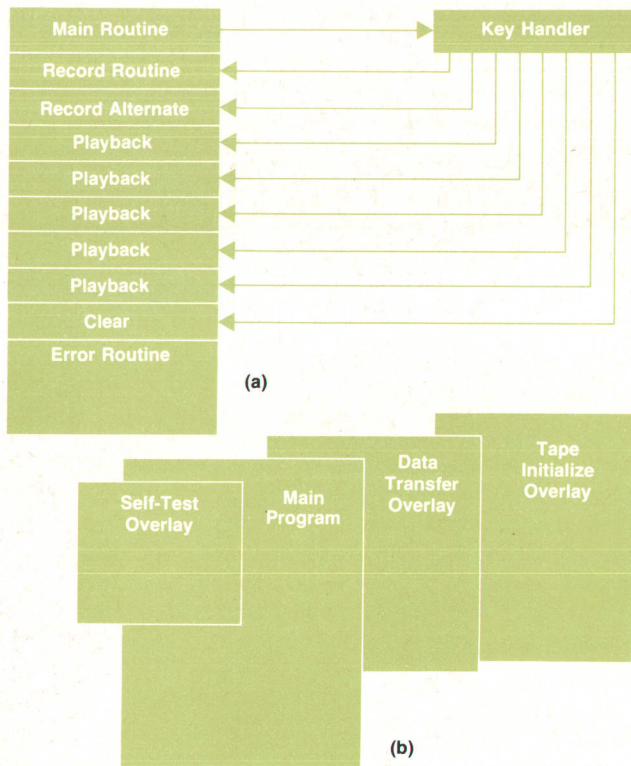 Main Routine
Key Handler
Record Routine
Record Alternate
Playback
Playback
Playback
Playback
Playback
Clear
Error Routine
(a)
Self-Test
Overlay
Main
Program
Data
Transfer
Overlay
Tape
Initialize
Overlay
(b)